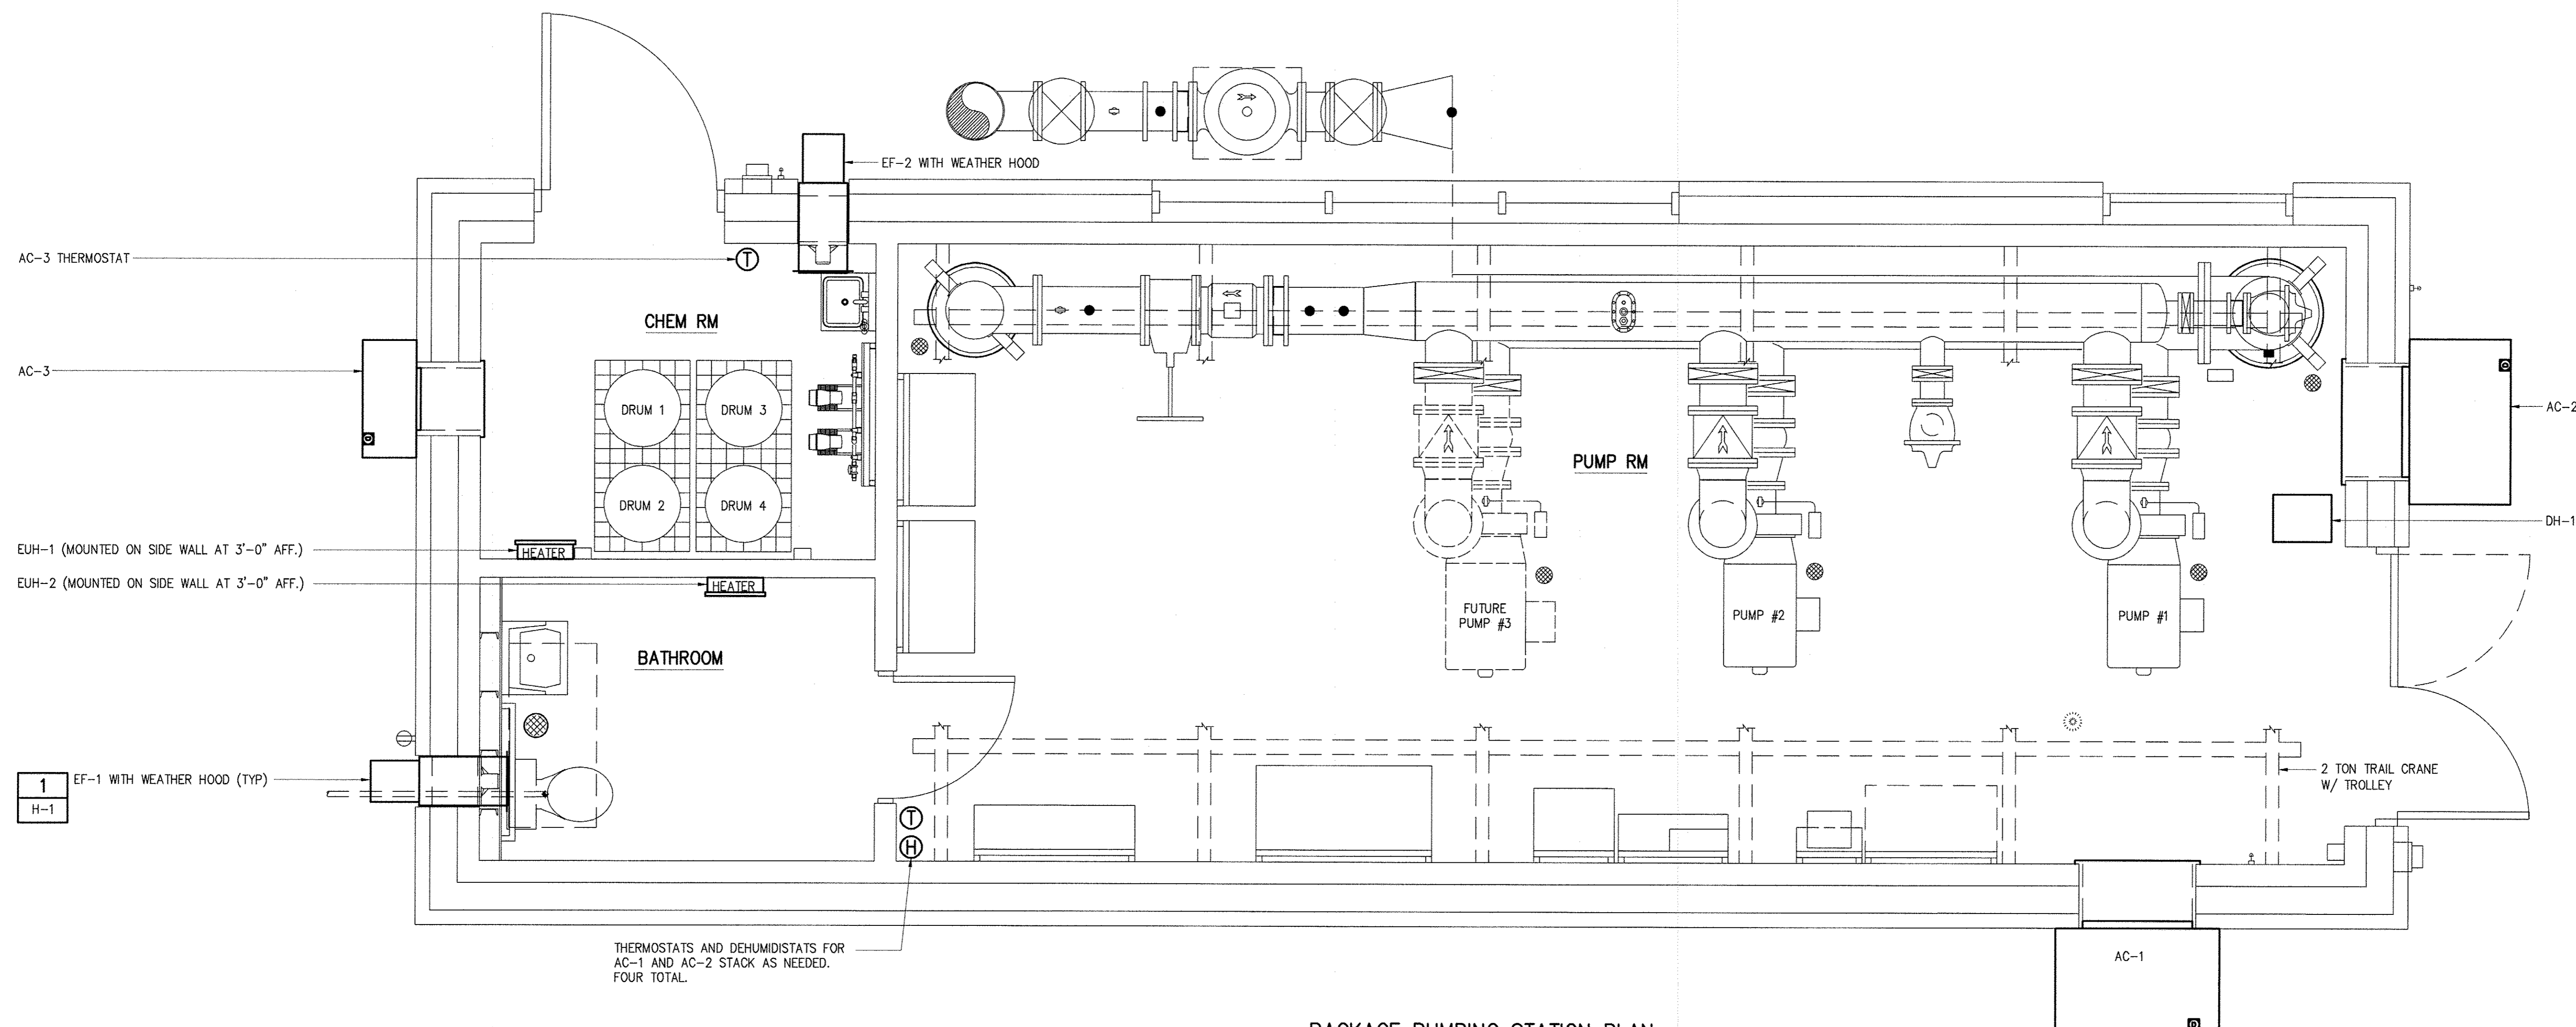 EF-2 WITH WEATHER HOOD
AC-3 THERMOSTAT
T
CHEM RM
AC-3
DRUM 1
DRUM 3
DRUM 2
DRUM 4
PUMP RM
AC-2
DH-1
EUH-1 (MOUNTED ON SIDE WALL AT 3'-0" AFF.)
HEATER
EUH-2 (MOUNTED ON SIDE WALL AT 3'-0" AFF.)
HEATER
BATHROOM
FUTURE
PUMP #3
PUMP #2
PUMP #1
1
H-1
EF-1 WITH WEATHER HOOD (TYP)
2 TON TRAIL CRANE
W/ TROLLEY
T
H
THERMOSTATS AND DEHUMIDISTATS FOR
AC-1 AND AC-2 STACK AS NEEDED.
FOUR TOTAL.
AC-1
PACKAGE PUMPING STATION PLAN